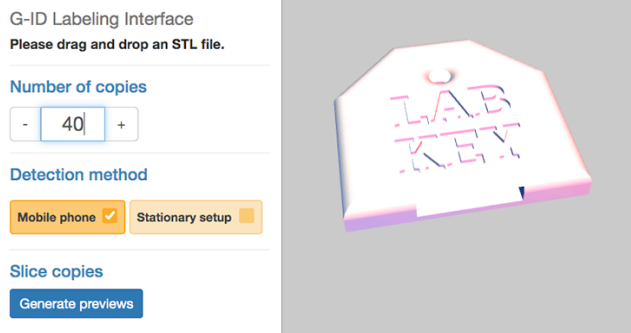 G-ID Labeling Interface
Please drag and drop an STL file.
Number of copies
- 40 +
Detection method
Mobile phone Stationary setup
Slice copies
Generate previews
LAB
KEY